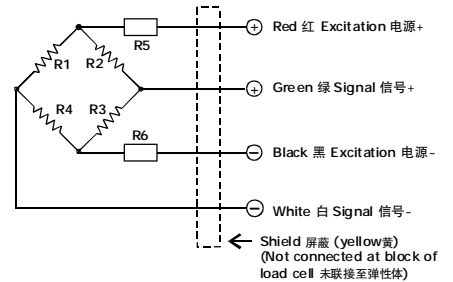 Red 红 Excitation 电源+
R5
R1
R2
Green 绿 Signal 信号+
R4
R3
R6
Black 黑 Excitation 电源-
White 白 Signal 信号-
Shield 屏蔽 (yellow黄)
(Not connected at block of
load cell 未联接至弹性体)